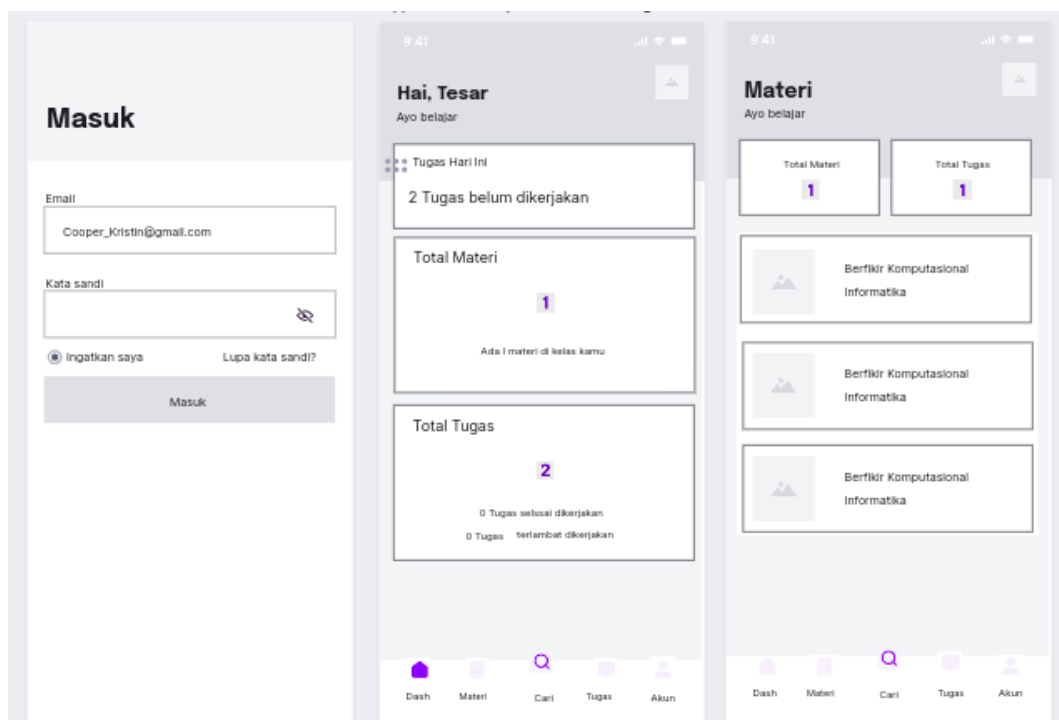 Masuk
Email
Cooper_Kristin@gmail.com
Kata sandi
Ingatkan saya
Lupa kata sandi?
Masuk
9:41
Hai, Tesar
Ayo belajar
Tugas Hari Ini
2 Tugas belum dikerjakan
Total Materi
1
Ada 1 materi di kelas kamu
Total Tugas
2
0 Tugas selssai dikerjakan
0 Tugas terlambat dikerjakan
Dash
Materi
Cari
Tugas
Akun
9:41
Materi
Ayo belajar
Total Materi
1
Total Tugas
1
Berfikir Komputasional
Informatika
Berfikir Komputasional
Informatika
Berfikir Komputasional
Informatika
Dash
Materi
Cari
Tugas
Akun